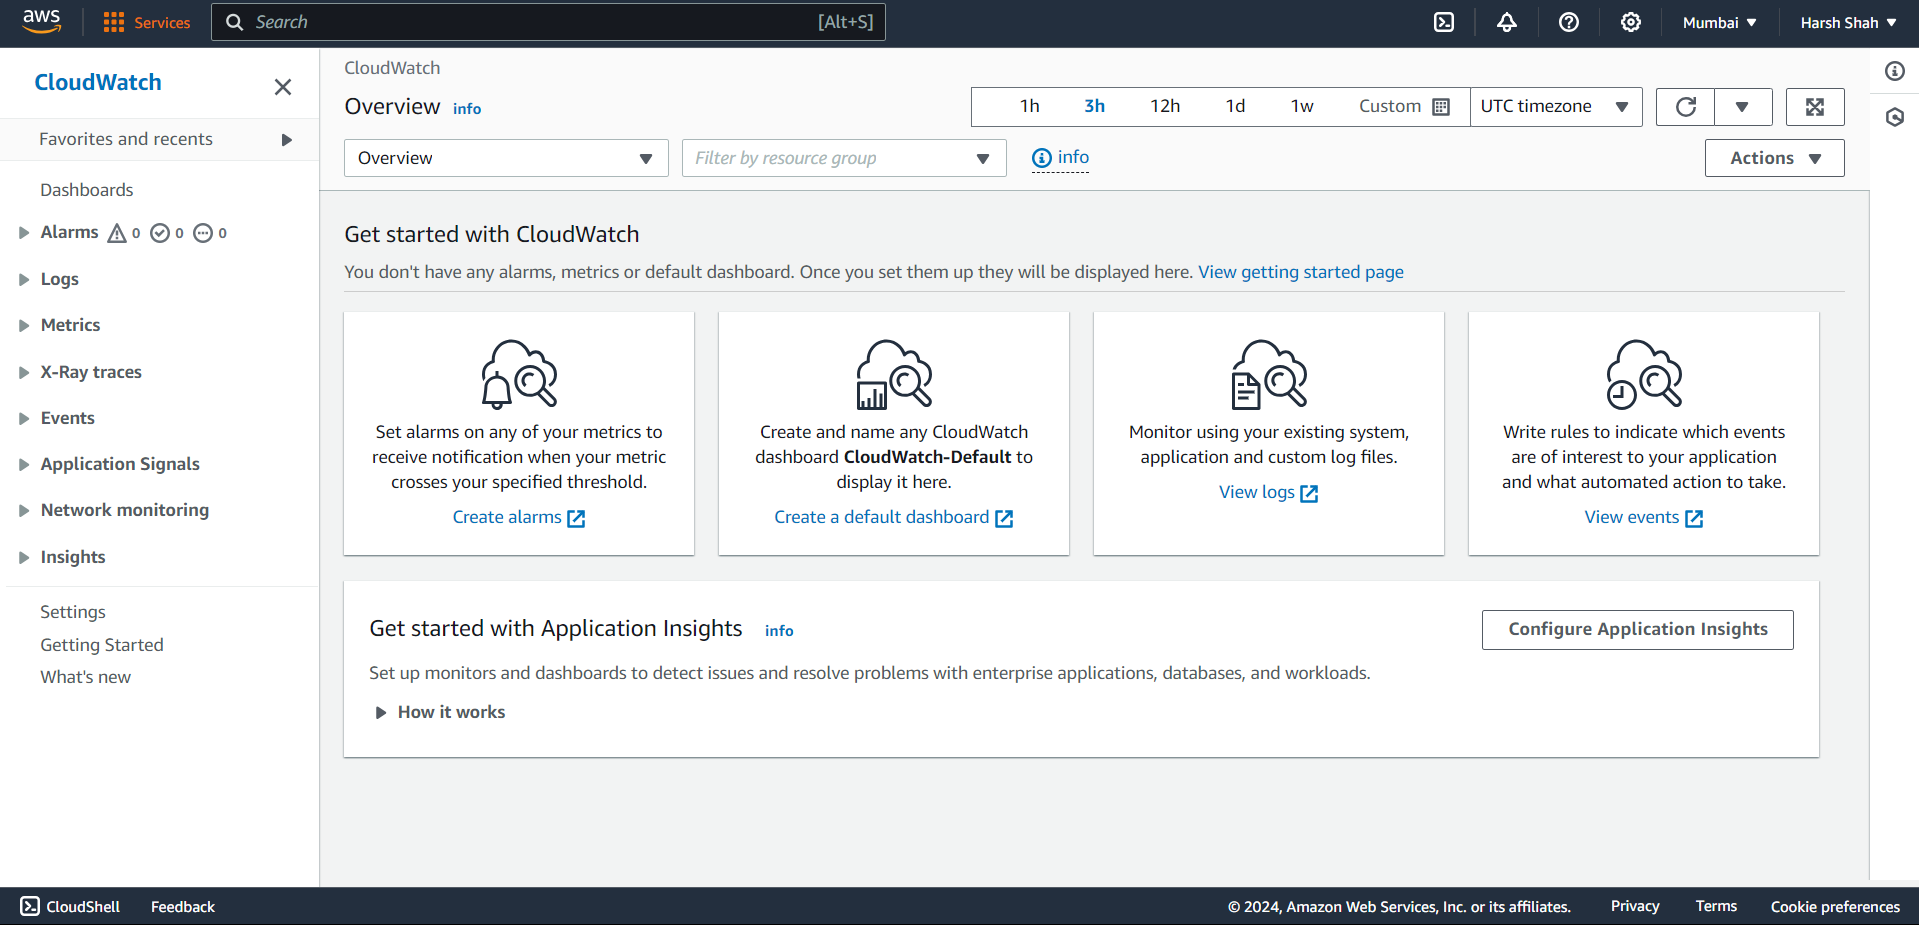 aws
Services
Search
[Alt+S]
Mumbai
Harsh Shah
CloudWatch
Favorites and recents
Dashboards
Alarms 0 0 0
Logs
Metrics
X-Ray traces
Events
Application Signals
Network monitoring
Insights
Settings
Getting Started
What's new
CloudWatch
Overview info
1h 3h 12h 1d 1w Custom UTC timezone
Overview
Filter by resource group
info
Actions
Get started with CloudWatch
You don't have any alarms, metrics or default dashboard. Once you set them up they will be displayed here. View getting started page
Set alarms on any of your metrics to
receive notification when your metric
crosses your specified threshold.
Create alarms
Create and name any CloudWatch
dashboard CloudWatch-Default to
display it here.
Create a default dashboard
Monitor using your existing system,
application and custom log files.
View logs
Write rules to indicate which events
are of interest to your application
and what automated action to take.
View events
Get started with Application Insights info
Configure Application Insights
Set up monitors and dashboards to detect issues and resolve problems with enterprise applications, databases, and workloads.
How it works
CloudShell
Feedback
© 2024, Amazon Web Services, Inc. or its affiliates.
Privacy
Terms
Cookie preferences